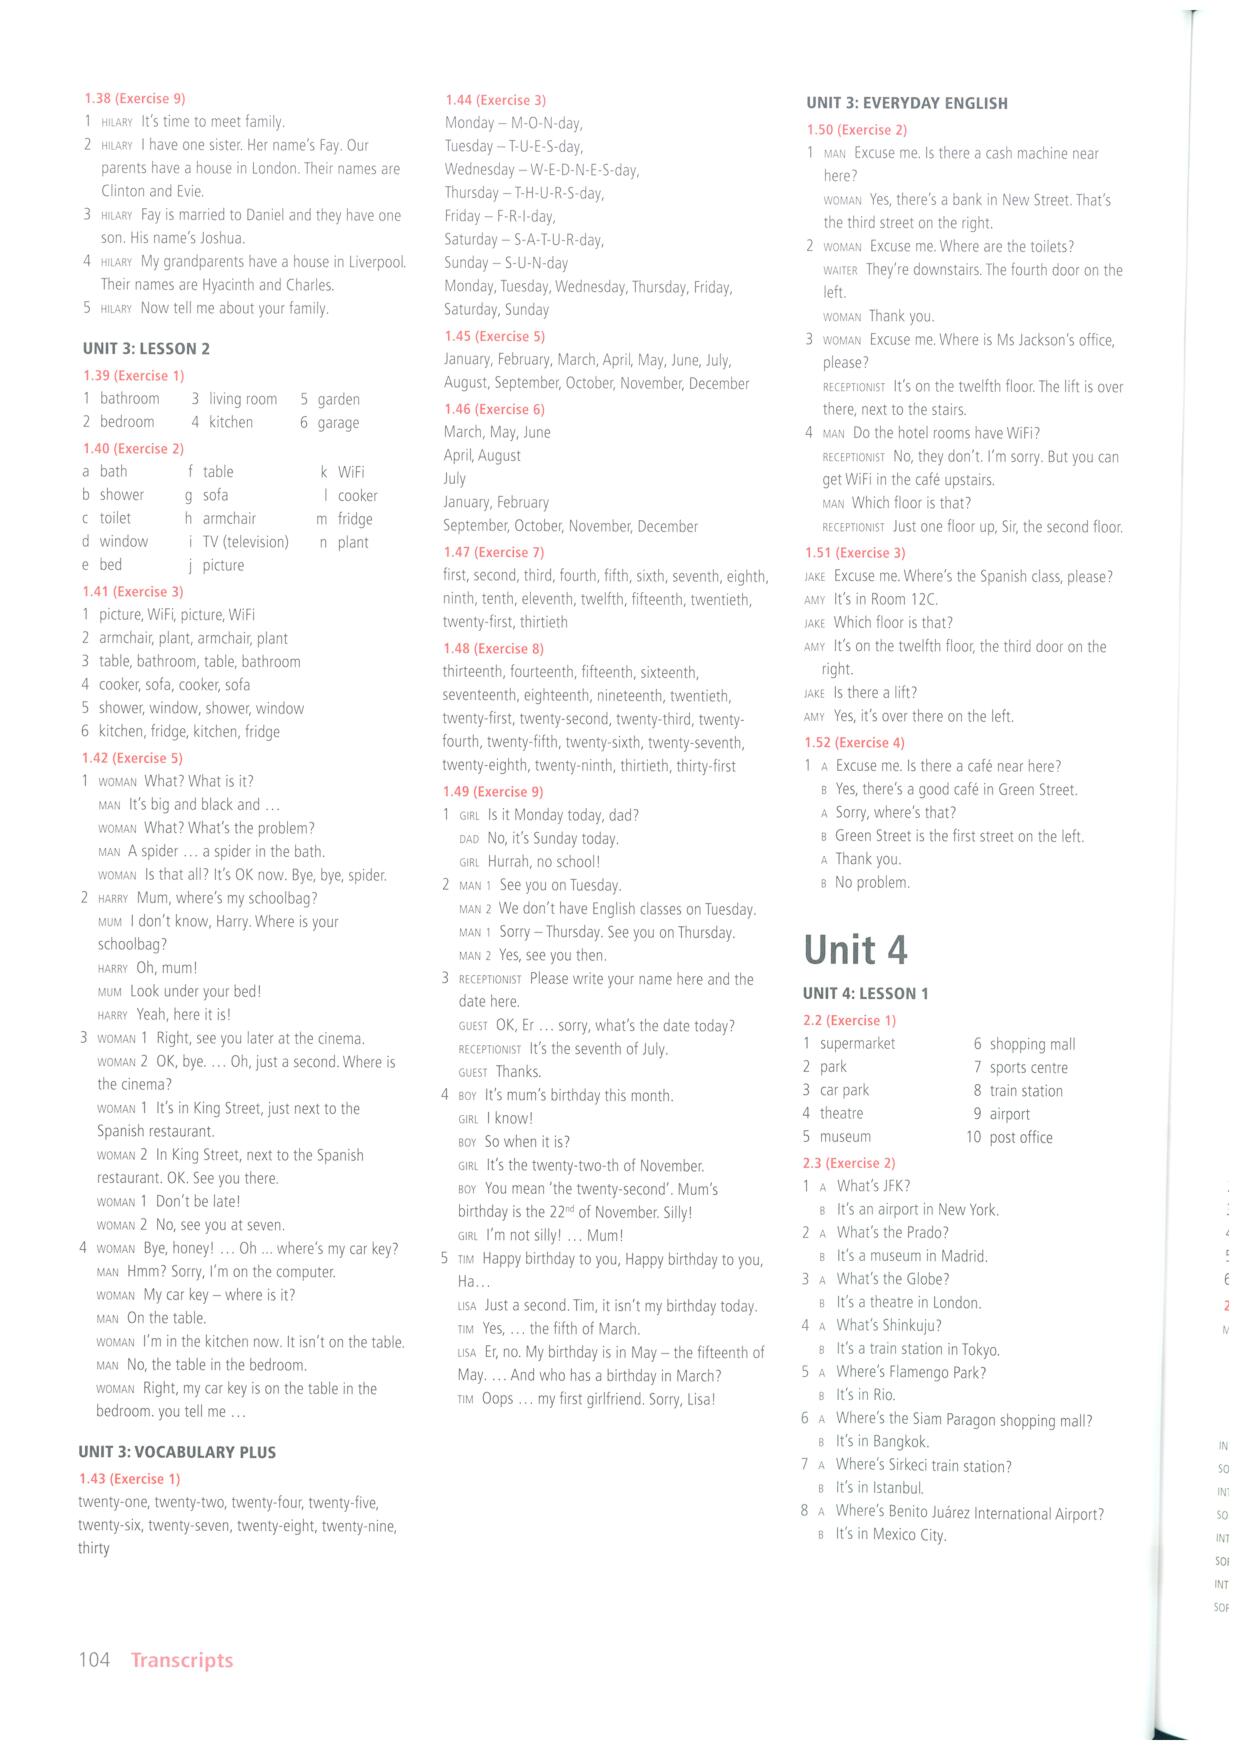 1.38 (Exercise 9)
1 HILARY It's time to meet family.
2 HILARY I have one sister. Her name's Fay. Our
parents have a house in London. Their names are
Clinton and Evie.
3 HILARY Fay is married to Daniel and they have one
son. His name's Joshua.
4 HILARY My grandparents have a house in Liverpool.
Their names are Hyacinth and Charles.
5 HILARY Now tell me about your family.
UNIT 3: LESSON 2
1.39 (Exercise 1)
1 bathroom 3 living room 5 garden
2 bedroom 4 kitchen 6 garage
1.40 (Exercise 2)
a bath f table k WiFi
b shower g sofa l cooker
c toilet h armchair m fridge
d window i TV (television) n plant
e bed j picture
1.41 (Exercise 3)
1 picture, WiFi, picture, WiFi
2 armchair, plant, armchair, plant
3 table, bathroom, table, bathroom
4 cooker, sofa, cooker, sofa
5 shower, window, shower, window
6 kitchen, fridge, kitchen, fridge
1.42 (Exercise 5)
1 WOMAN What? What is it?
MAN It's big and black and …
WOMAN What? What's the problem?
MAN A spider … a spider in the bath.
WOMAN Is that all? It's OK now. Bye, bye, spider.
2 HARRY Mum, where's my schoolbag?
MUM I don't know, Harry. Where is your
schoolbag?
HARRY Oh, mum!
MUM Look under your bed!
HARRY Yeah, here it is!
3 WOMAN 1 Right, see you later at the cinema.
WOMAN 2 OK, bye. … Oh, just a second. Where is
the cinema?
WOMAN 1 It's in King Street, just next to the
Spanish restaurant.
WOMAN 2 In King Street, next to the Spanish
restaurant. OK. See you there.
WOMAN 1 Don't be late!
WOMAN 2 No, see you at seven.
4 WOMAN Bye, honey! … Oh … where's my car key?
MAN Hmm? Sorry, I'm on the computer.
WOMAN My car key – where is it?
MAN On the table.
WOMAN I'm in the kitchen now. It isn't on the table.
MAN No, the table in the bedroom.
WOMAN Right, my car key is on the table in the
bedroom. you tell me …
UNIT 3: VOCABULARY PLUS
1.43 (Exercise 1)
twenty-one, twenty-two, twenty-four, twenty-five,
twenty-six, twenty-seven, twenty-eight, twenty-nine,
thirty
1.44 (Exercise 3)
Monday – M-O-N-day,
Tuesday – T-U-E-S-day,
Wednesday – W-E-D-N-E-S-day,
Thursday – T-H-U-R-S-day,
Friday – F-R-I-day,
Saturday – S-A-T-U-R-day,
Sunday – S-U-N-day
Monday, Tuesday, Wednesday, Thursday, Friday,
Saturday, Sunday
1.45 (Exercise 5)
January, February, March, April, May, June, July,
August, September, October, November, December
1.46 (Exercise 6)
March, May, June
April, August
July
January, February
September, October, November, December
1.47 (Exercise 7)
first, second, third, fourth, fifth, sixth, seventh, eighth,
ninth, tenth, eleventh, twelfth, fifteenth, twentieth,
twenty-first, thirtieth
1.48 (Exercise 8)
thirteenth, fourteenth, fifteenth, sixteenth,
seventeenth, eighteenth, nineteenth, twentieth,
twenty-first, twenty-second, twenty-third, twenty-
fourth, twenty-fifth, twenty-sixth, twenty-seventh,
twenty-eighth, twenty-ninth, thirtieth, thirty-first
1.49 (Exercise 9)
1 GIRL Is it Monday today, dad?
DAD No, it's Sunday today.
GIRL Hurrah, no school!
2 MAN 1 See you on Tuesday.
MAN 2 We don't have English classes on Tuesday.
MAN 1 Sorry – Thursday. See you on Thursday.
MAN 2 Yes, see you then.
3 RECEPTIONIST Please write your name here and the
date here.
GUEST OK, Er … sorry, what's the date today?
RECEPTIONIST It's the seventh of July.
GUEST Thanks.
4 BOY It's mum's birthday this month.
GIRL I know!
BOY So when it is?
GIRL It's the twenty-two-th of November.
BOY You mean 'the twenty-second'. Mum's
birthday is the 22nd of November. Silly!
GIRL I'm not silly! … Mum!
5 TIM Happy birthday to you, Happy birthday to you,
Ha…
LISA Just a second. Tim, it isn't my birthday today.
TIM Yes, … the fifth of March.
LISA Er, no. My birthday is in May – the fifteenth of
May. … And who has a birthday in March?
TIM Oops … my first girlfriend. Sorry, Lisa!
UNIT 3: EVERYDAY ENGLISH
1.50 (Exercise 2)
1 MAN Excuse me. Is there a cash machine near
here?
WOMAN Yes, there's a bank in New Street. That's
the third street on the right.
2 WOMAN Excuse me. Where are the toilets?
WAITER They're downstairs. The fourth door on the
left.
WOMAN Thank you.
3 WOMAN Excuse me. Where is Ms Jackson's office,
please?
RECEPTIONIST It's on the twelfth floor. The lift is over
there, next to the stairs.
4 MAN Do the hotel rooms have WiFi?
RECEPTIONIST No, they don't. I'm sorry. But you can
get WiFi in the café upstairs.
MAN Which floor is that?
RECEPTIONIST Just one floor up, Sir, the second floor.
1.51 (Exercise 3)
JAKE Excuse me. Where's the Spanish class, please?
AMY It's in Room 12C.
JAKE Which floor is that?
AMY It's on the twelfth floor, the third door on the
right.
JAKE Is there a lift?
AMY Yes, it's over there on the left.
1.52 (Exercise 4)
1 A Excuse me. Is there a café near here?
B Yes, there's a good café in Green Street.
A Sorry, where's that?
B Green Street is the first street on the left.
A Thank you.
B No problem.
Unit 4
UNIT 4: LESSON 1
2.2 (Exercise 1)
1 supermarket 6 shopping mall
2 park 7 sports centre
3 car park 8 train station
4 theatre 9 airport
5 museum 10 post office
2.3 (Exercise 2)
1 A What's JFK?
B It's an airport in New York.
2 A What's the Prado?
B It's a museum in Madrid.
3 A What's the Globe?
B It's a theatre in London.
4 A What's Shinkuju?
B It's a train station in Tokyo.
5 A Where's Flamengo Park?
B It's in Rio.
6 A Where's the Siam Paragon shopping mall?
B It's in Bangkok.
7 A Where's Sirkeci train station?
B It's in Istanbul.
8 A Where's Benito Juárez International Airport?
B It's in Mexico City.
104 Transcripts